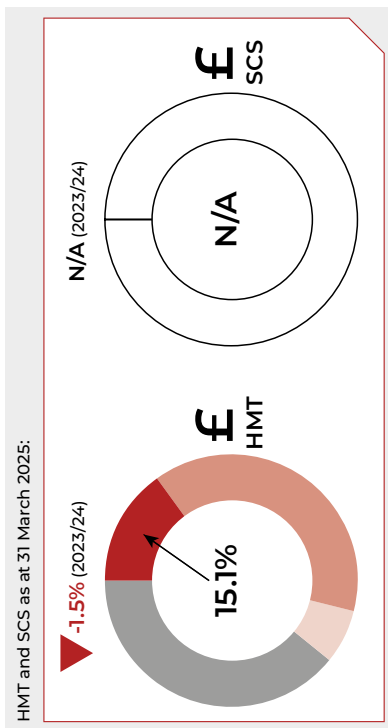 HMT and SCS as at 31 March 2025:
-1.5% (2023/24)
15.1%
£
HMT
N/A (2023/24)
N/A
£
SCS